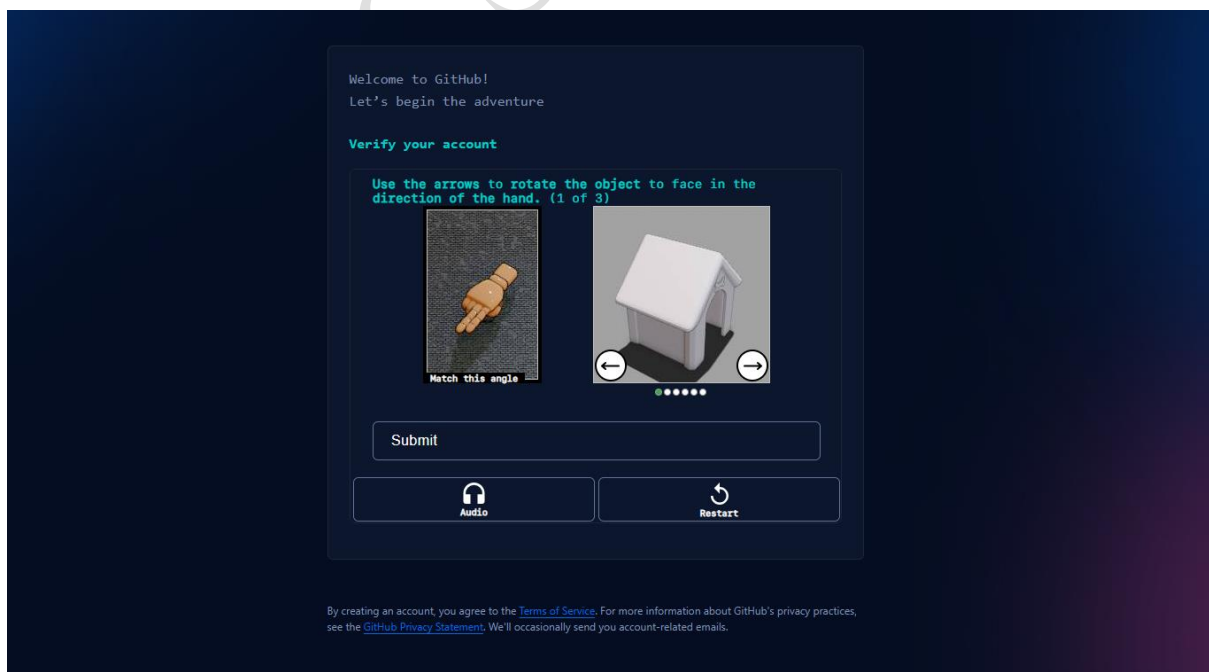 Welcome to GitHub!
Let’s begin the adventure
Verify your account
Use the arrows to rotate the object to face in the
direction of the hand. (1 of 3)
Match this angle
Submit
Audio
Restart
By creating an account, you agree to the Terms of Service. For more information about GitHub's privacy practices,
see the GitHub Privacy Statement. We'll occasionally send you account-related emails.